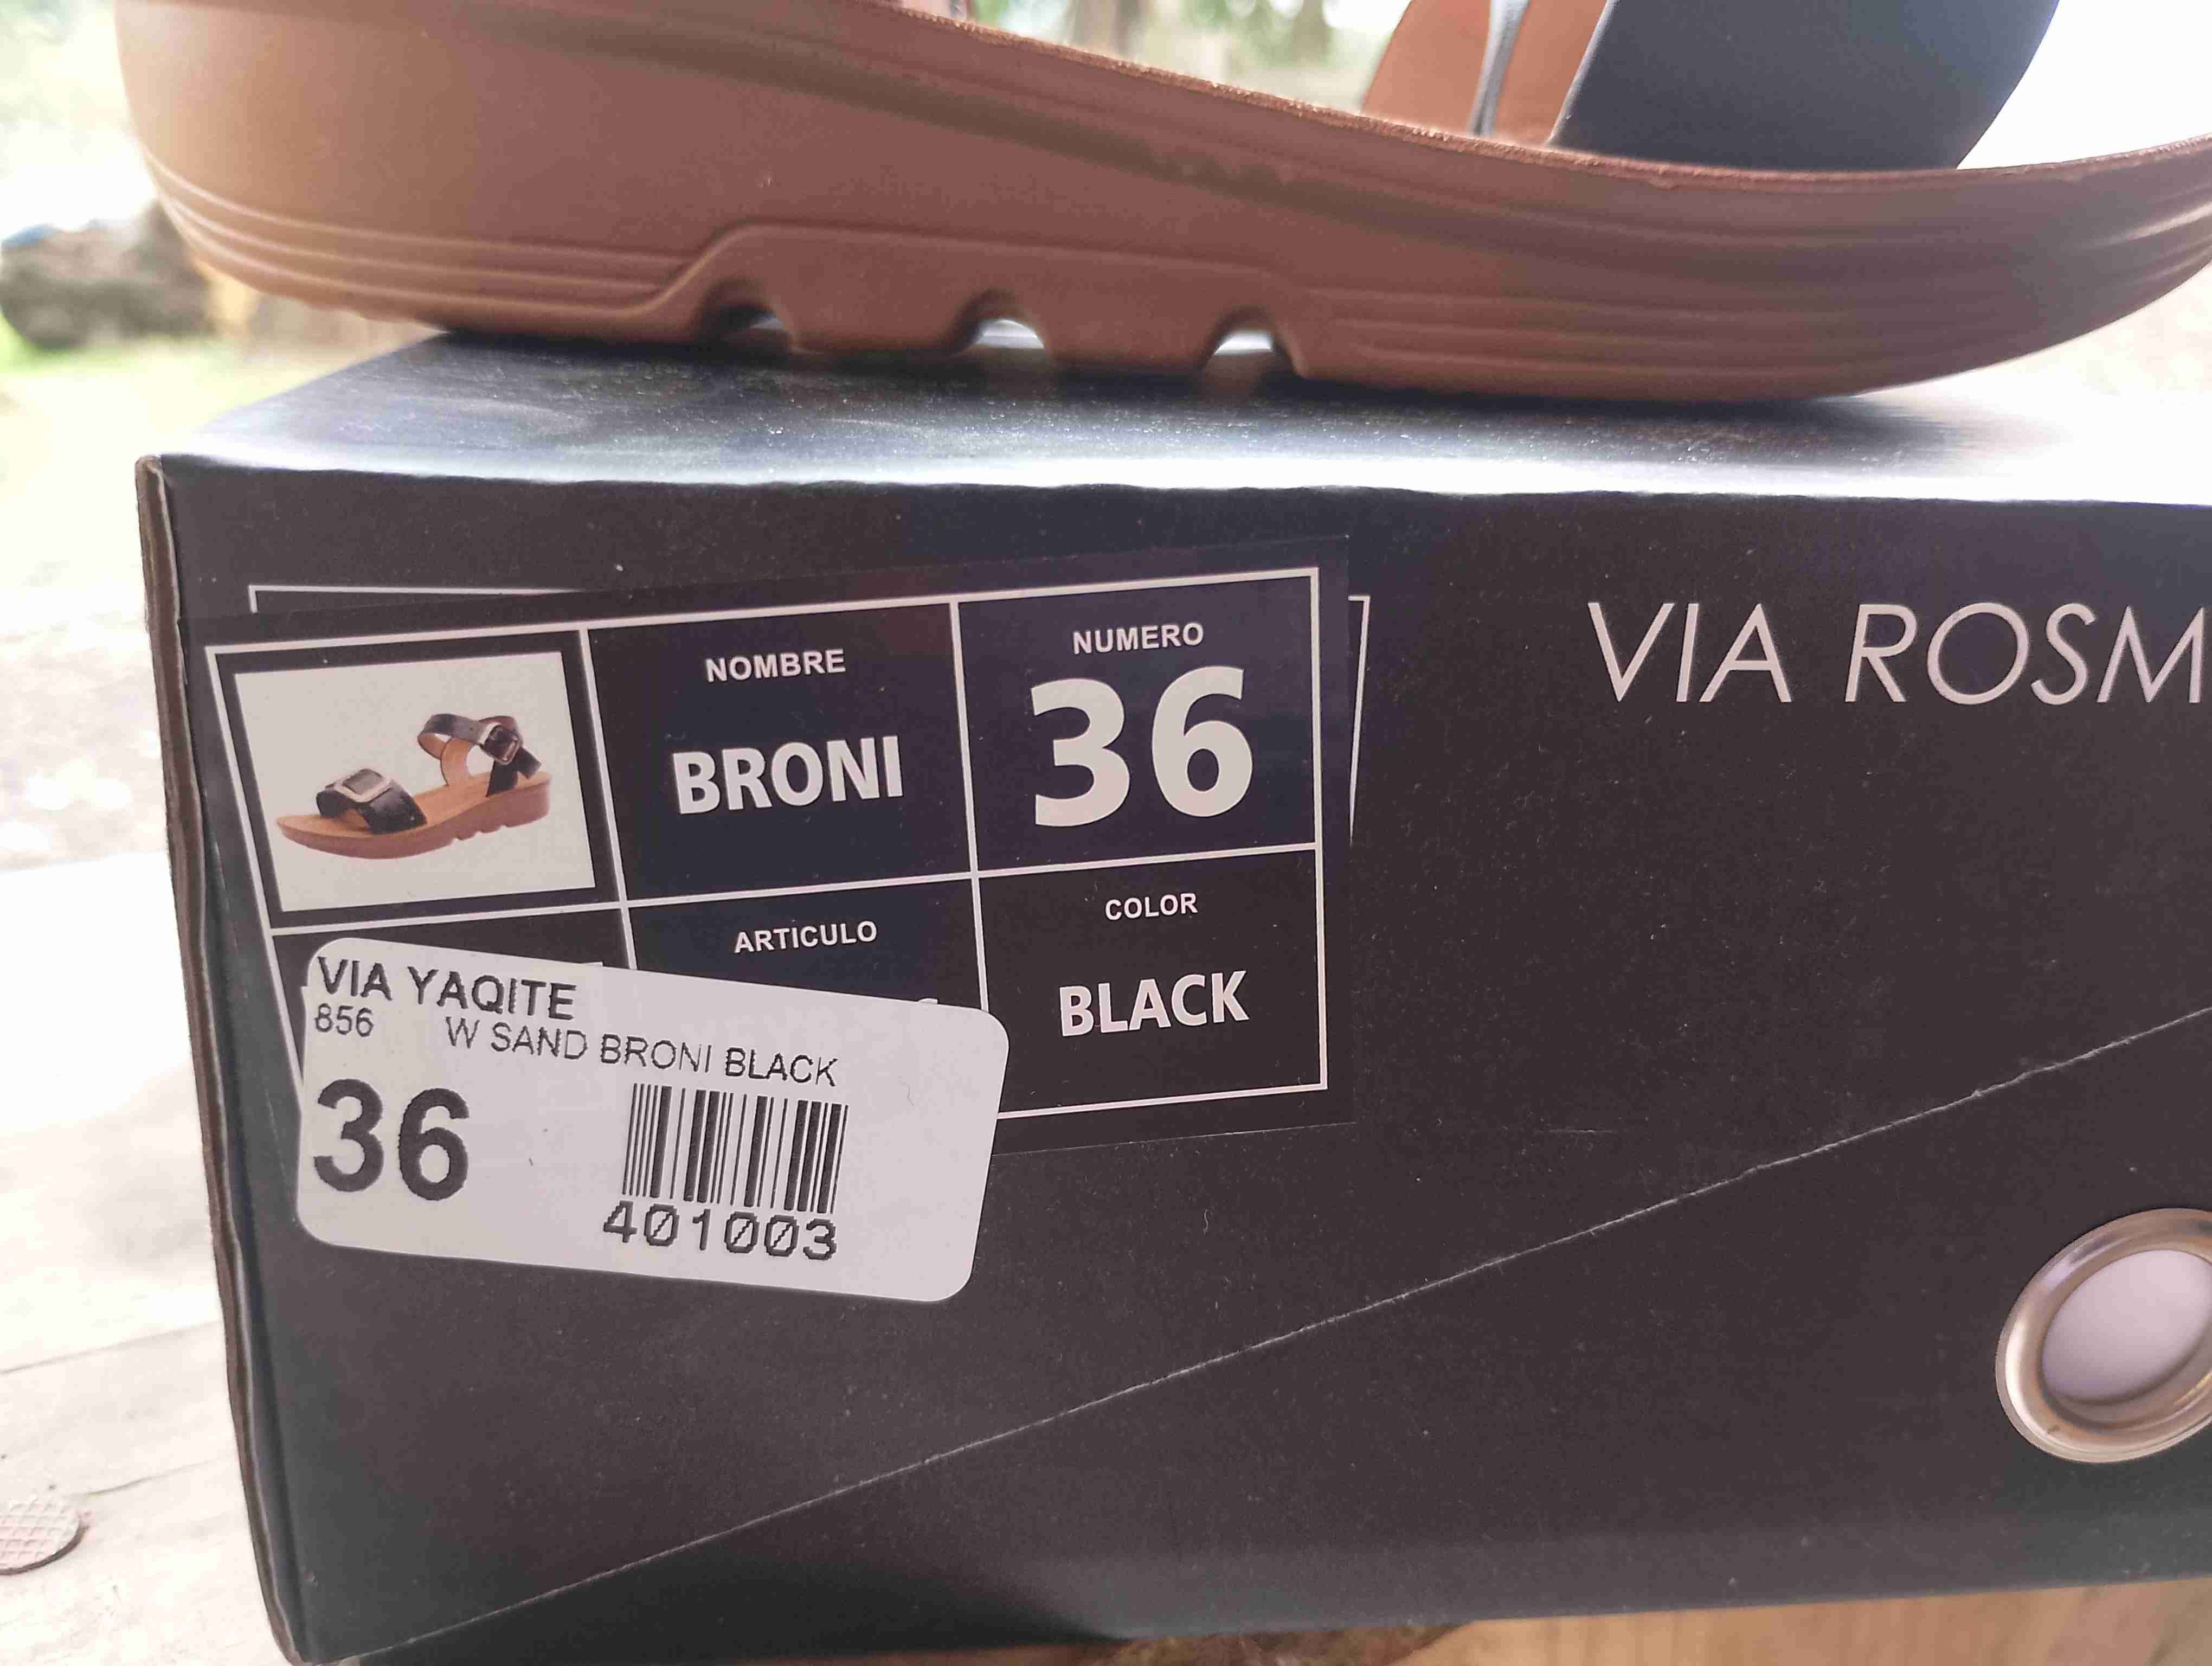 NOMBRE
BRONI
NUMERO
36
VIA ROSM
ARTICULO
COLOR
BLACK
VIA YAQITE
856 W SAND BRONI BLACK
36
401003